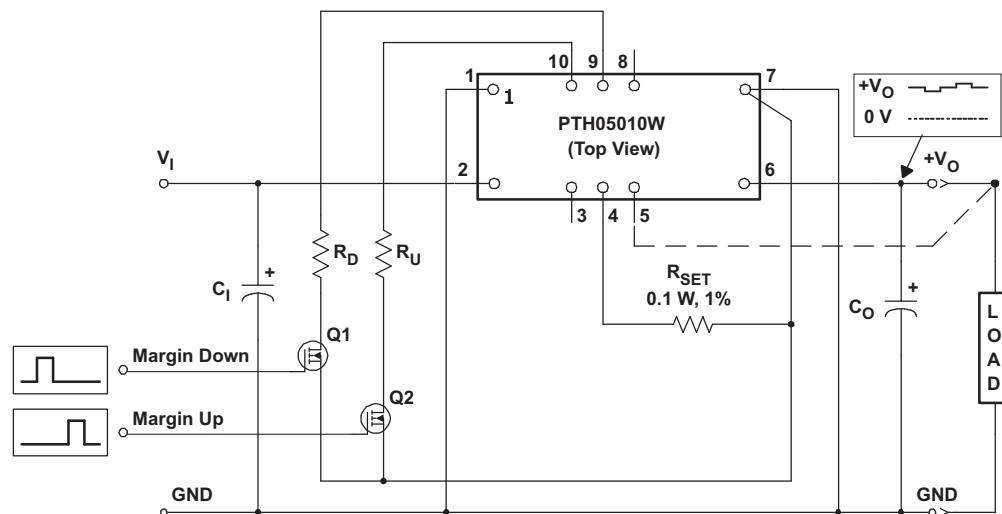 10 9 8
1 7
1
PTH05010W
(Top View)
+VO
0 V
VI
2 6
+VO
3 4 5
RD
RU
RSET
0.1 W, 1%
CI
+
CO
+
LOAD
Q1
Margin Down
Q2
Margin Up
GND
GND